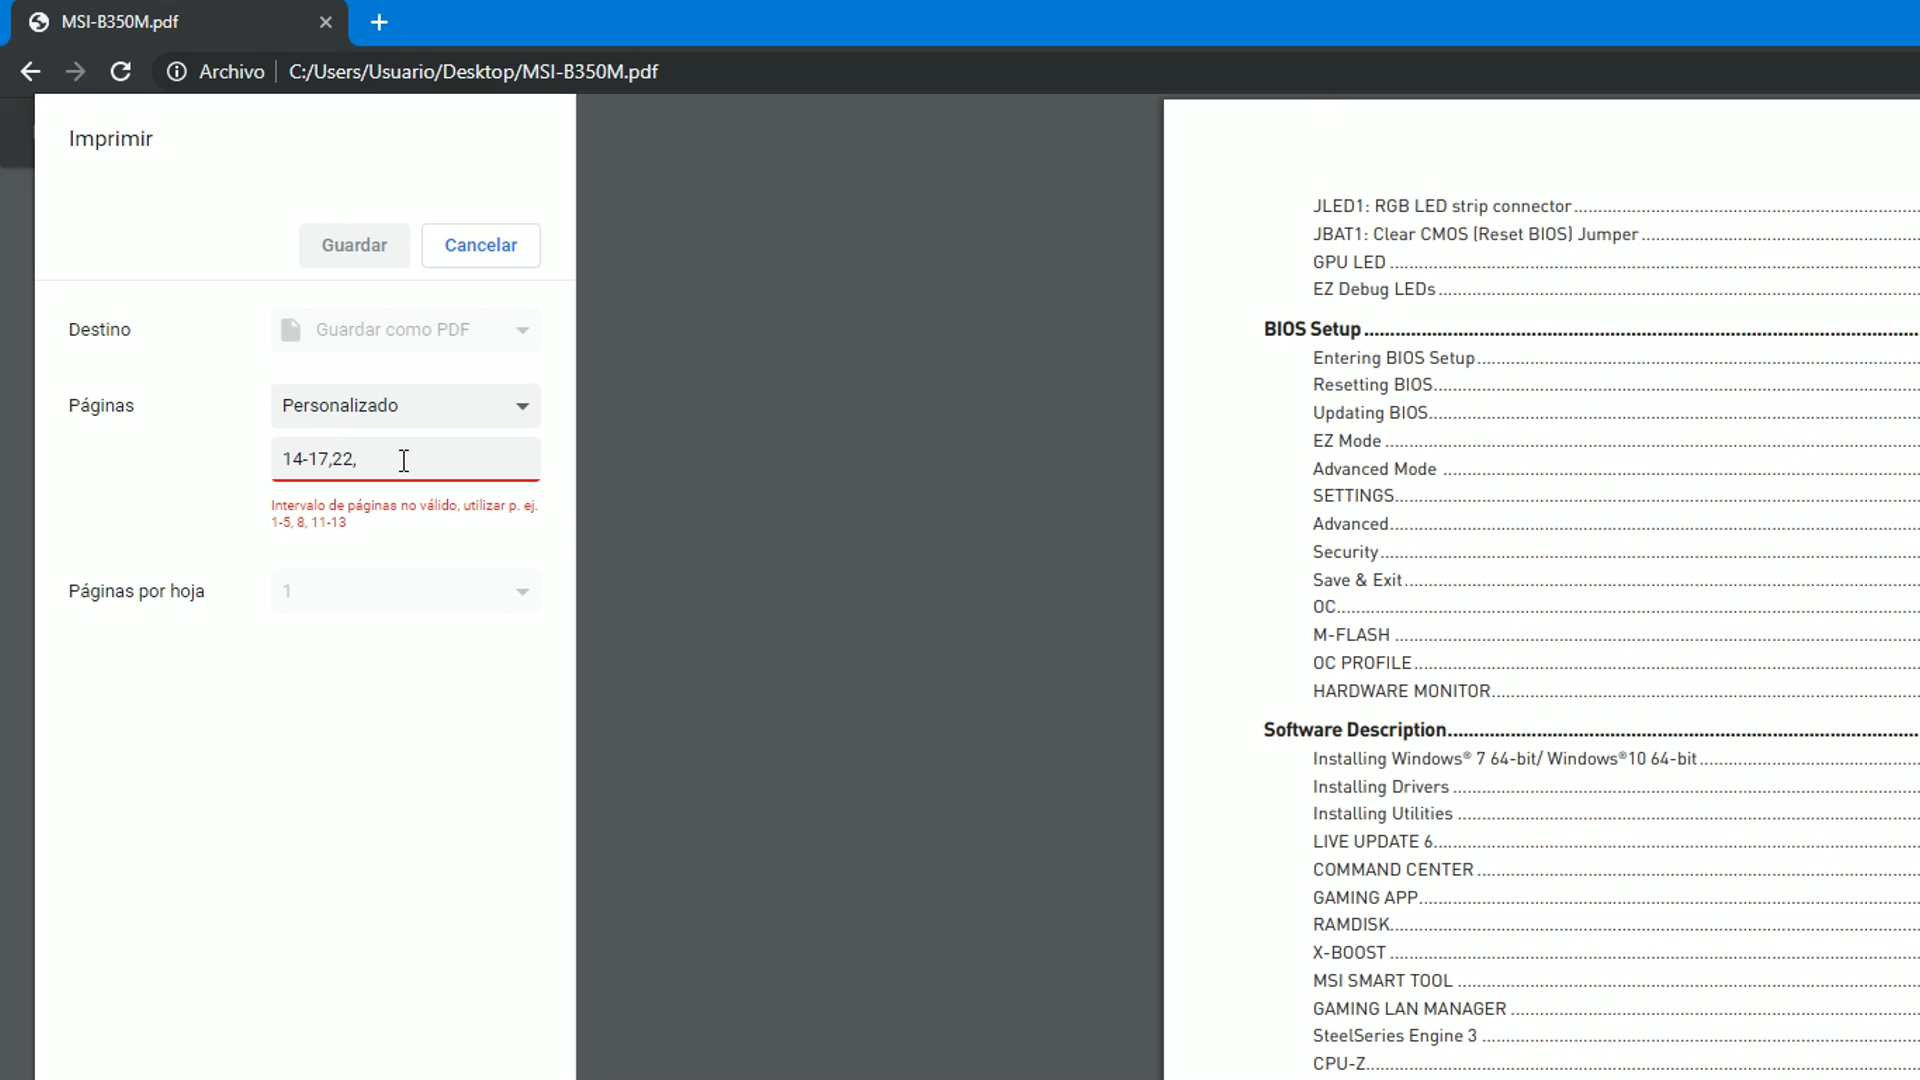 MSI-B350M.pdf
Archivo | C:/Users/Usuario/Desktop/MSI-B350M.pdf
Imprimir
Guardar
Cancelar
Destino
Guardar como PDF
Páginas
Personalizado
14-17,22,
Intervalo de páginas no válido, utilizar p. ej.
1-5, 8, 11-13
Páginas por hoja
1
JLED1: RGB LED strip connector
JBAT1: Clear CMOS (Reset BIOS) Jumper
GPU LED
EZ Debug LEDs
BIOS Setup
Entering BIOS Setup
Resetting BIOS
Updating BIOS
EZ Mode
Advanced Mode
SETTINGS
Advanced
Security
Save & Exit
OC
M-FLASH
OC PROFILE
HARDWARE MONITOR
Software Description
Installing Windows® 7 64-bit/ Windows®10 64-bit
Installing Drivers
Installing Utilities
LIVE UPDATE 6
COMMAND CENTER
GAMING APP
RAMDISK
X-BOOST
MSI SMART TOOL
GAMING LAN MANAGER
SteelSeries Engine 3
CPU-Z